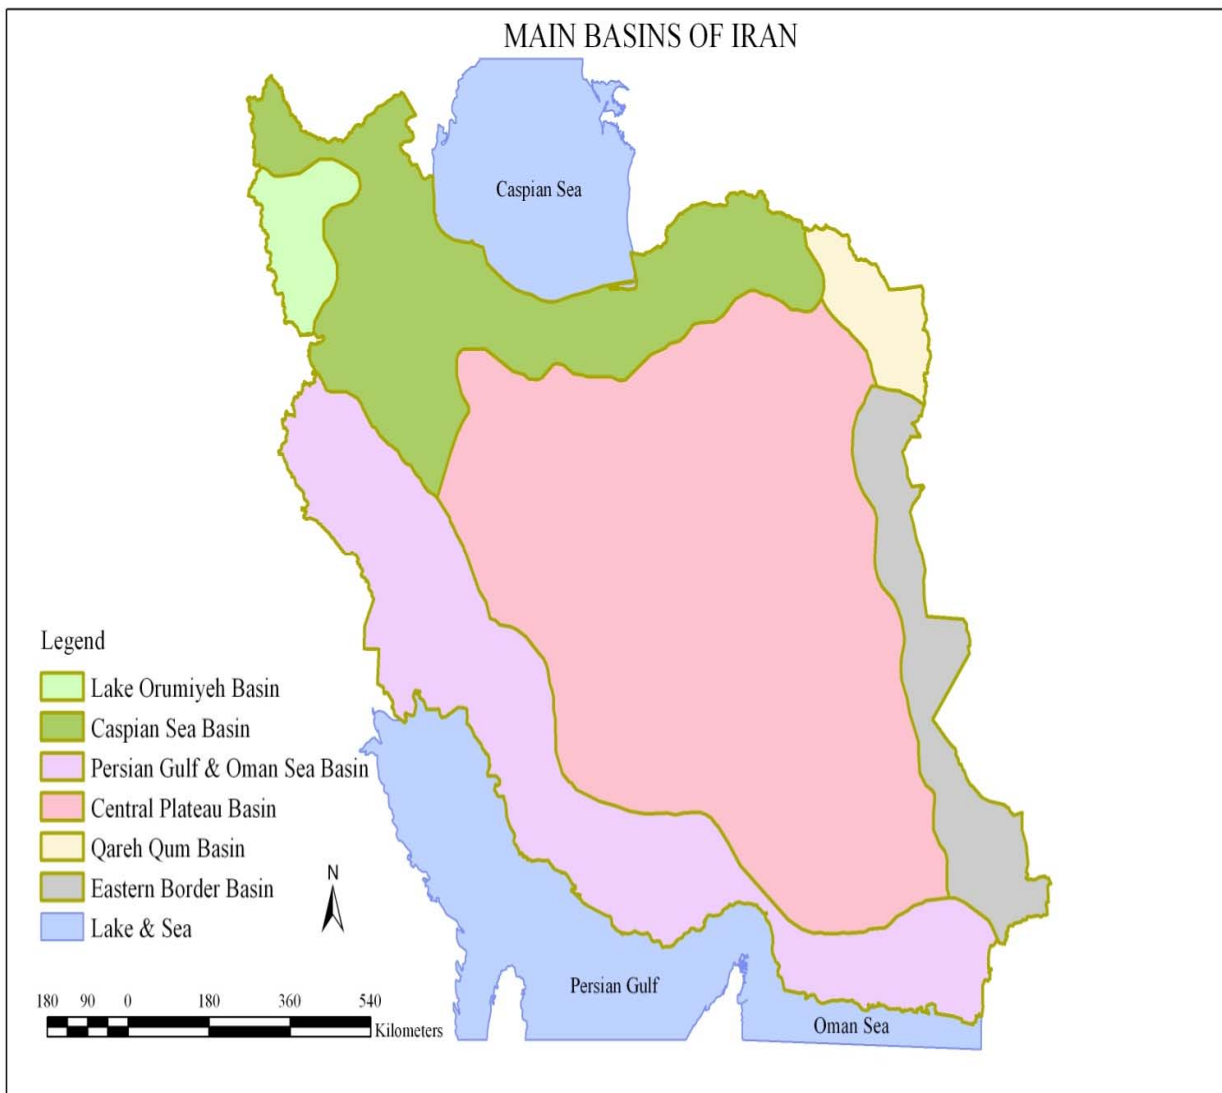 MAIN BASINS OF IRAN
Caspian Sea
Legend
Lake Orumiyeh Basin
Caspian Sea Basin
Persian Gulf & Oman Sea Basin
Central Plateau Basin
Qareh Qum Basin
Eastern Border Basin
Lake & Sea
N
Persian Gulf
180 90 0 180 360 540
Kilometers
Oman Sea